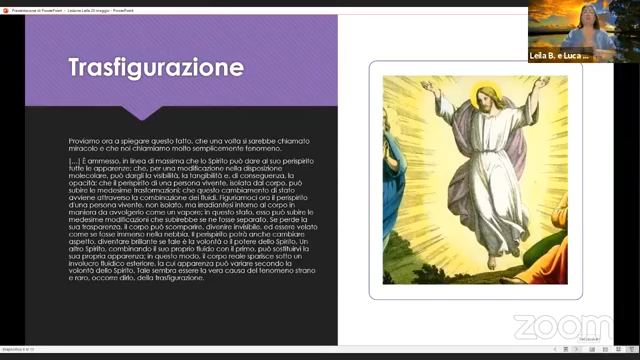 Presentazione di PowerPoint - Lezione Leila 20 maggio - PowerPoint
Leila B. e Luca
Trasfigurazione
Proviamo ora a spiegare questo fatto, che una volta si sarebbe chiamato
miracolo e che noi chiamiamo molto semplicemente fenomeno.
[...] È ammesso, in linea di massima che lo Spirito può dare al suo perispirito
tutte le apparenze; che, per una modificazione nella disposizione
molecolare, può dargli la visibilità, la tangibilità e, di conseguenza, la
opacità; che il perispirito di una persona vivente, isolata dal corpo, può
subire le medesime trasformazioni; che questo cambiamento di stato
avviene attraverso la combinazione dei fluidi. Figuriamoci ora il perispirito
d'una persona vivente, non isolato, ma irradiantesi intorno al corpo in
maniera da avvolgerlo come un vapore; in questo stato, esso può subire le
medesime modificazioni che subirebbe se ne fosse separato. Se perde la
sua trasparenza, il corpo può scomparire, divenire invisibile, ed essere velato
come se fosse immerso nella nebbia. Il perispirito potrà anche cambiare
aspetto, diventare brillante se tale è la volontà o il potere dello Spirito. Un
altro Spirito, combinando il suo proprio fluido con il primo, può sostituirvi la
sua propria apparenza; in questo modo, il corpo reale sparisce sotto un
involucro fluidico esteriore, la cui apparenza può variare secondo la
volontà dello Spirito. Tale sembra essere la vera causa del fenomeno strano
e raro, occorre dirlo, della trasfigurazione.
zoom